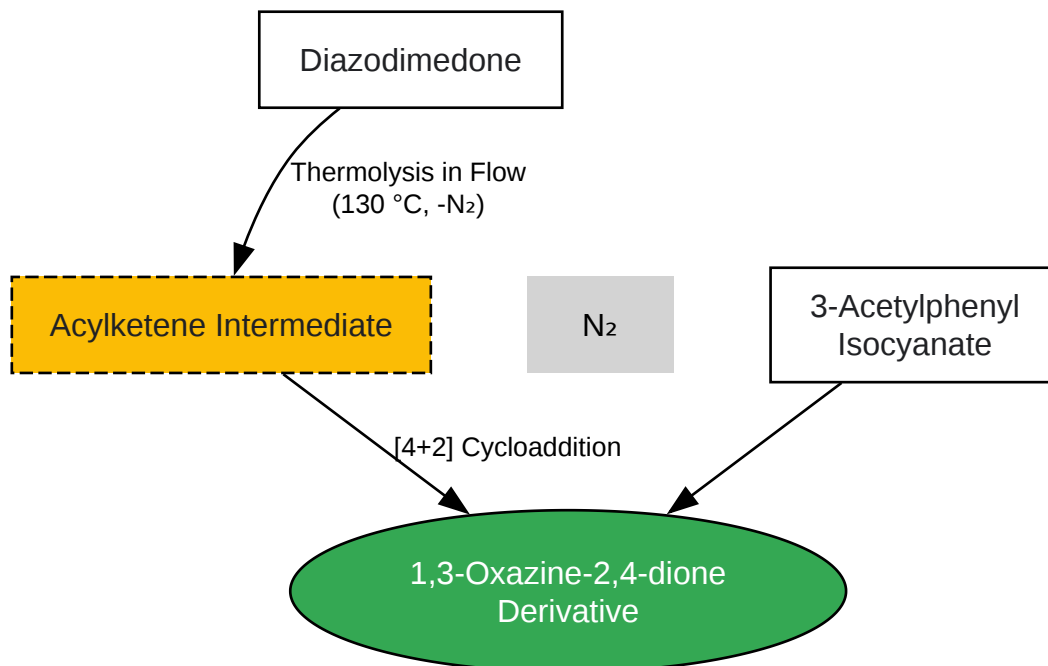 Diazodimedone
Thermolysis in Flow
(130 °C, -N₂)
Acylketene Intermediate
N₂
3-Acetylphenyl
Isocyanate
[4+2] Cycloaddition
1,3-Oxazine-2,4-dione
Derivative